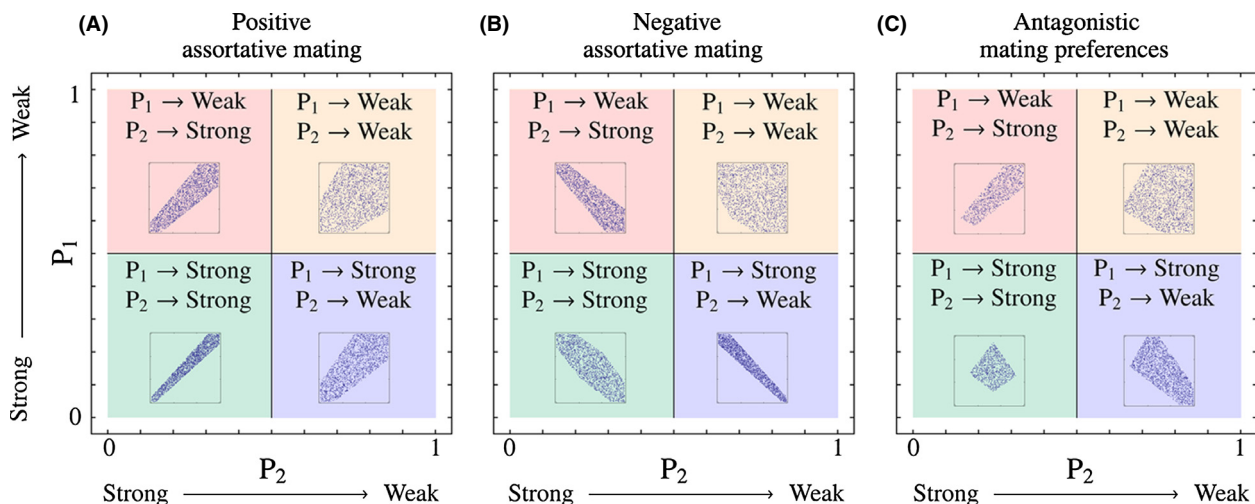 (A)
Positive
assortative mating
(B)
Negative
assortative mating
(C)
Antagonistic
mating preferences
Weak
Strong
P₁
1
0
P₁ → Weak
P₂ → Strong
P₁ → Weak
P₂ → Weak
P₁ → Strong
P₂ → Strong
P₁ → Strong
P₂ → Weak
P₁ → Weak
P₂ → Strong
P₁ → Weak
P₂ → Weak
P₁ → Strong
P₂ → Strong
P₁ → Strong
P₂ → Weak
P₁ → Weak
P₂ → Strong
P₁ → Weak
P₂ → Weak
P₁ → Strong
P₂ → Strong
P₁ → Strong
P₂ → Weak
0 1
P₂
Strong → Weak
0 1
P₂
Strong → Weak
0 1
P₂
Strong → Weak